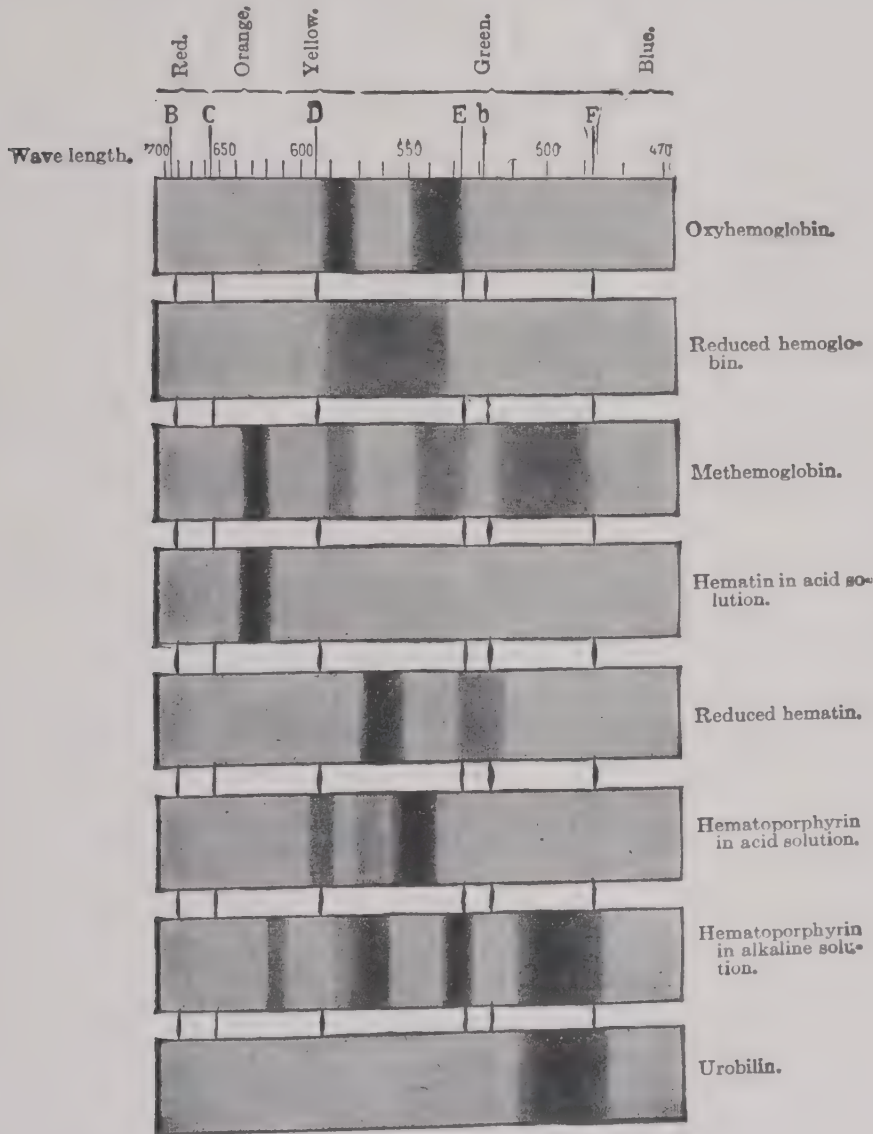 Red.
Orange.
Yellow.
Green.
Blue.
B C D E b F
Wave length. 700 650 600 550 500 470
Oxyhemoglobin.
Reduced hemoglo-
bin.
Methemoglobin.
Hematin in acid so-
lution.
Reduced hematin.
Hematoporphyrin
in acid solution.
Hematoporphyrin
in alkaline solu-
tion.
Urobilin.